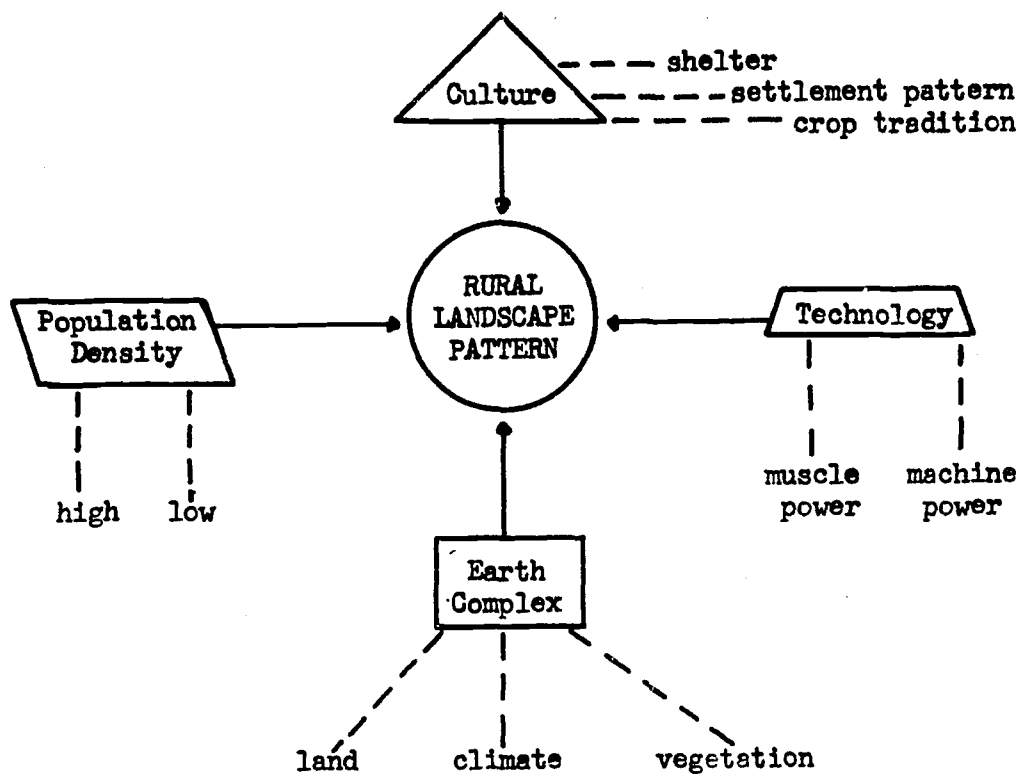 Culture
shelter
settlement pattern
crop tradition
RURAL
LANDSCAPE
PATTERN
Population
Density
high low
Technology
muscle
power
machine
power
Earth
Complex
land climate vegetation